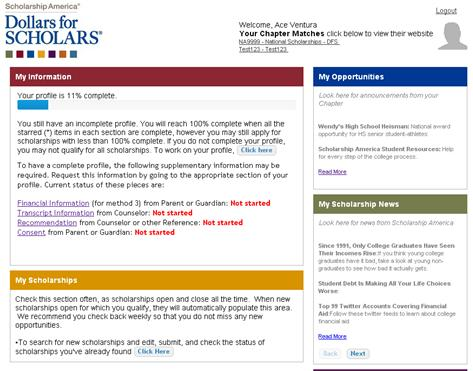 Scholarship America®
Dollars for
SCHOLARS®
Logout
Welcome, Ace Ventura
Your Chapter Matches click below to view their website
NA9999 - National Scholarships - DFS
Test123 - Test123
My Information
Your profile is 11% complete.
You still have an incomplete profile. You will reach 100% complete when all the
starred (*) items in each section are complete, however you may still apply for
scholarships with less than 100% complete. If you do not complete your profile,
you may not qualify for all scholarships. To work on your profile, Click here
To have a complete profile, the following supplementary information may be
required. Request this information by going to the appropriate section of your
profile. Current status of these pieces are:
Financial Information (for method 3) from Parent or Guardian: Not started
Transcript Information from Counselor: Not started
Recommendation from Counselor or other Reference: Not started
Consent from Parent or Guardian: Not started
My Scholarships
Check this section often, as scholarships open and close all the time. When new
scholarships open for which you qualify, they will automatically populate this area.
We recommend you check back weekly so that you do not miss any new
opportunities.
•To search for new scholarships and edit, submit, and check the status of
scholarships you've already found Click Here
My Opportunities
Look here for announcements from your
Chapter
Wendy's High School Heisman: National award
opportunity for HS senior student-athletes
Scholarship America Student Resources: Help
for every step of the college process.
Read More
My Scholarship News
Look here for news from Scholarship America
Since 1991, Only College Graduates Have Seen
Their Incomes Rise:If you think young college
graduates have it bad, take a look at young non-
graduates to see how bad it actually gets.
Student Debt Is Making All Your Life Choices
Worse:
Top 99 Twitter Accounts Covering Financial
Aid:Follow these twitter feeds to learn about college
financial aid
Read More
Back Next